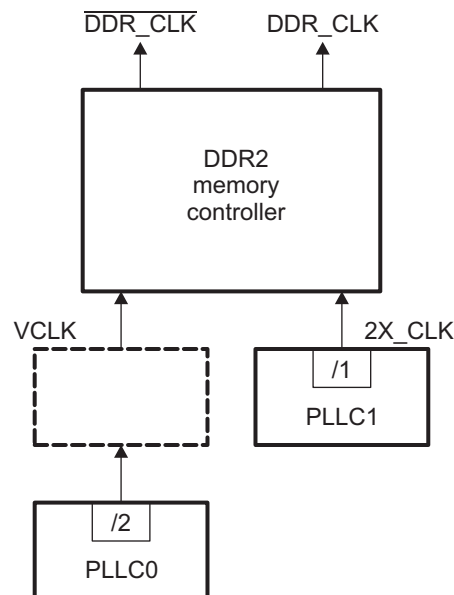 DDR_CLK DDR_CLK
DDR2
memory
controller
VCLK 2X_CLK
/1
PLLC1
/2
PLLC0